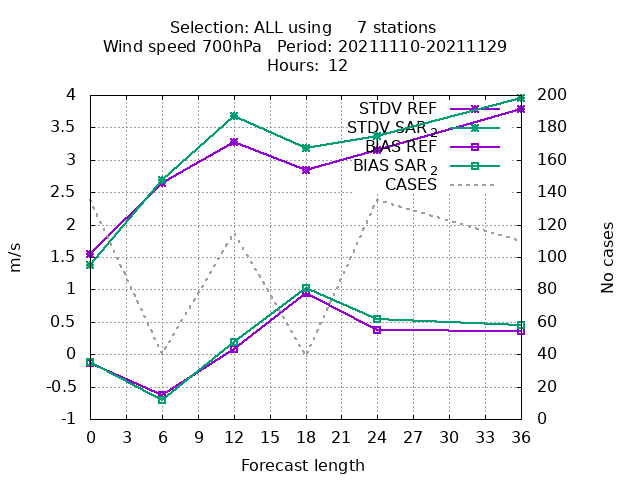 Selection: ALL using     7 stations
Wind speed 700hPa   Period: 20211110-20211129
Hours:  12
4 200
3.5 180
3 160
2.5 140
2 120
1.5 100
1 80
0.5 60
0 40
-0.5 20
-1 0
0 3 6 9 12 15 18 21 24 27 30 33 36
m/s
No cases
Forecast length
STDV REF
STDV SAR 2
BIAS REF
BIAS SAR 2
CASES